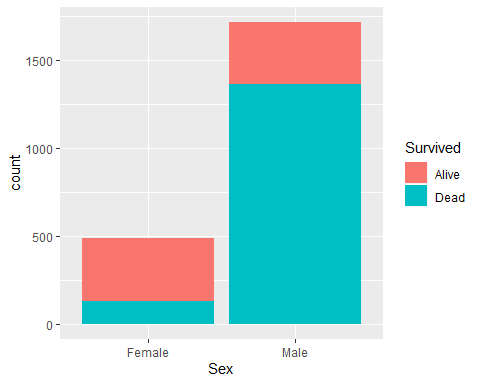 1500
1000
500
0
count
Female
Male
Sex
Survived
Alive
Dead